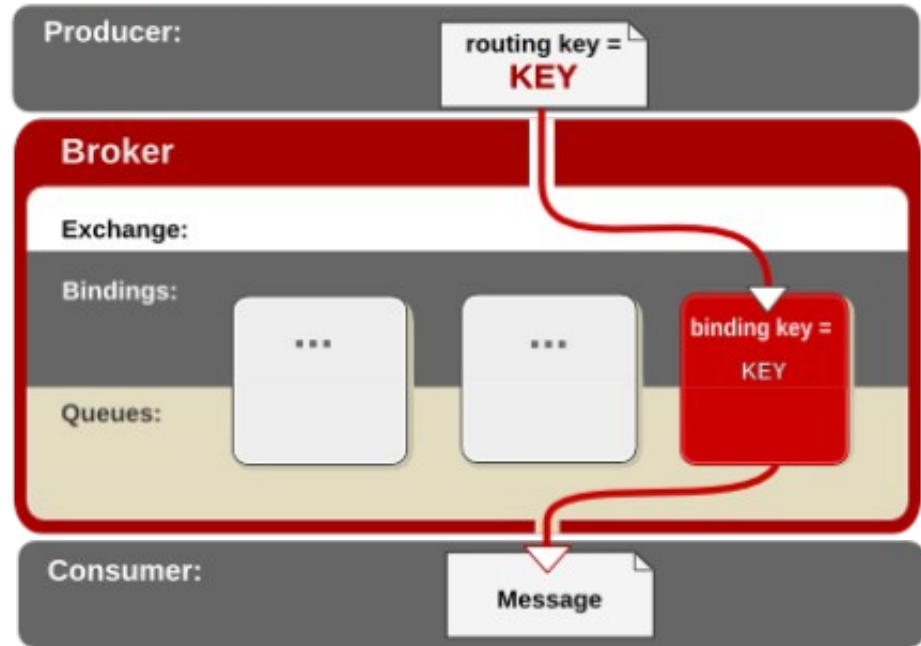 Producer:
routing key =
KEY
Broker
Exchange:
Bindings:
...
...
binding key =
KEY
Queues:
Consumer:
Message